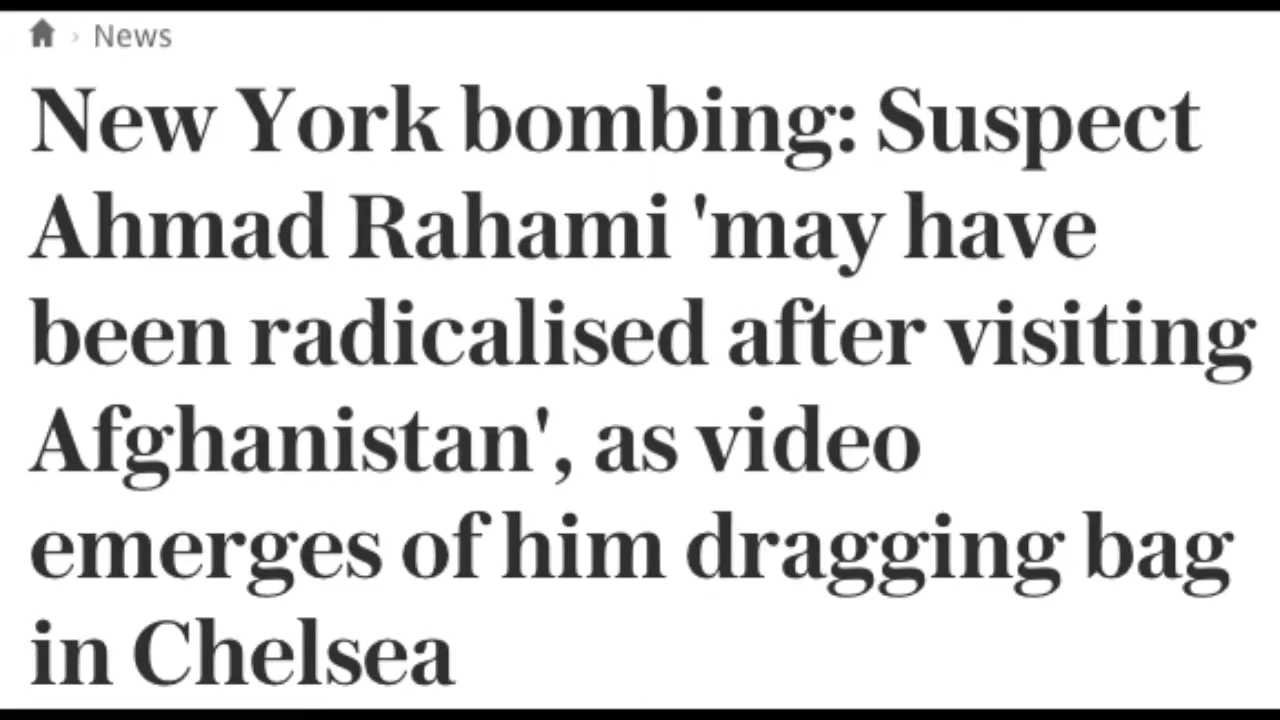 News
New York bombing: Suspect
Ahmad Rahami 'may have
been radicalised after visiting
Afghanistan', as video
emerges of him dragging bag
in Chelsea